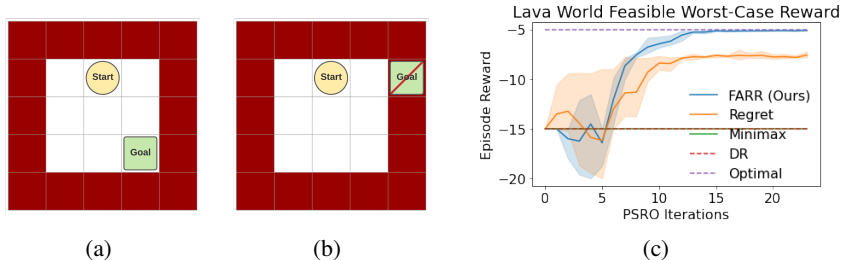 Start
Goal
(a)
Start
Goal
(b)
Lava World Feasible Worst-Case Reward
Episode Reward
−5
−10
−15
−20
FARR (Ours)
Regret
Minimax
DR
Optimal
0
5
10
15
20
PSRO Iterations
(c)